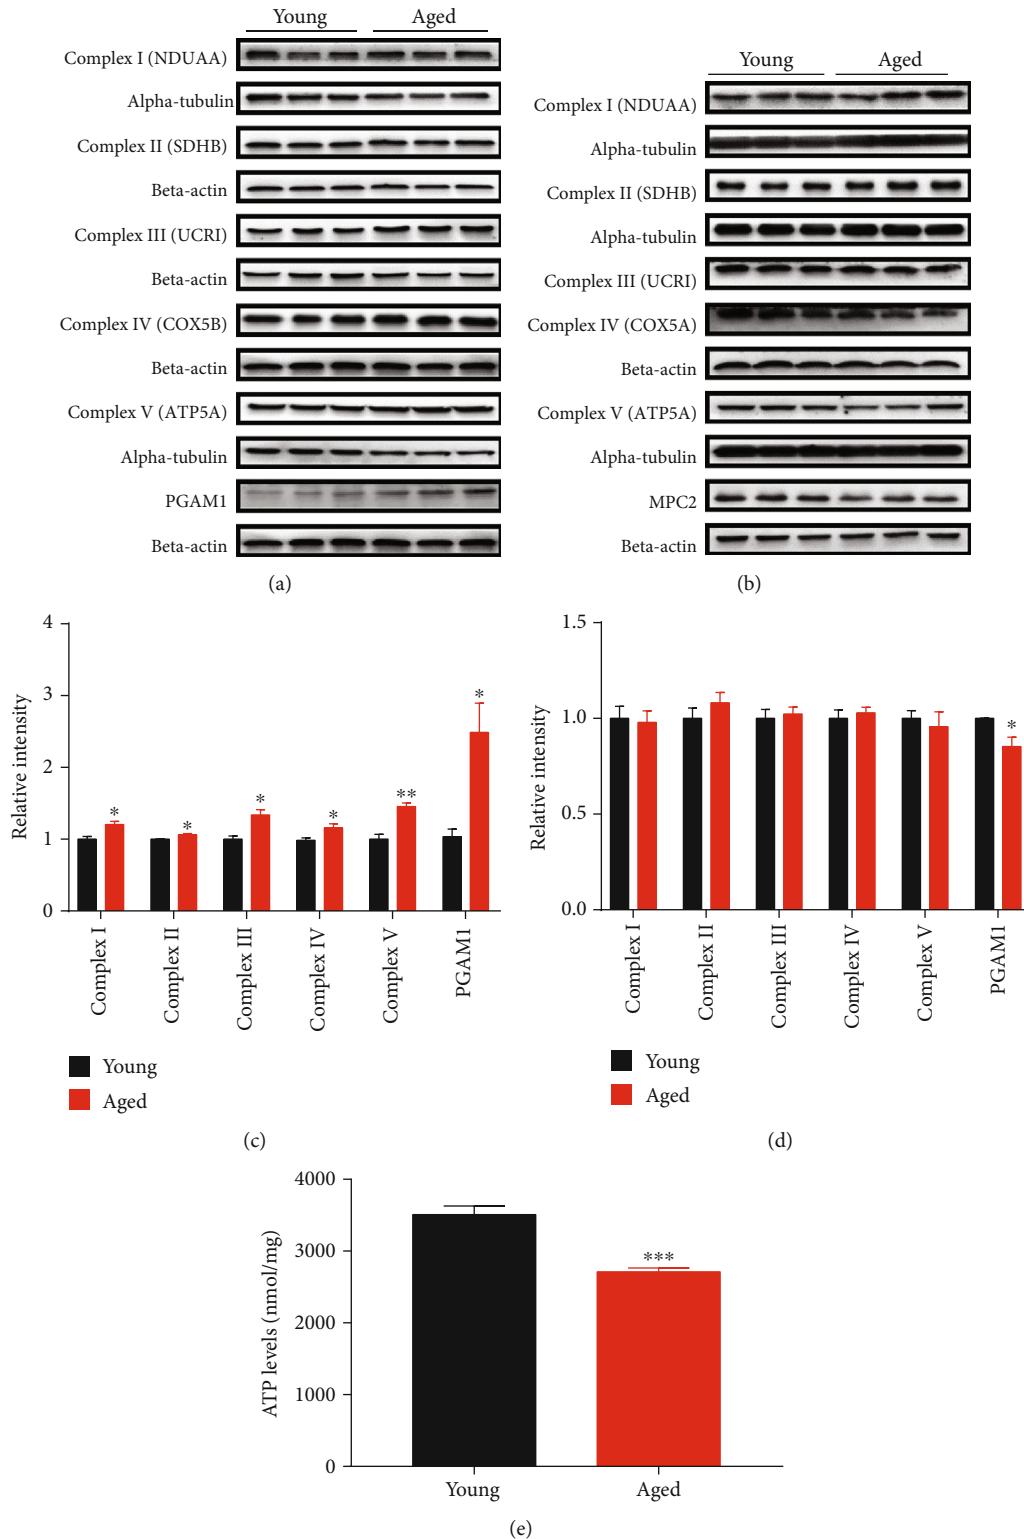 Young Aged
Complex I (NDUAA)
Alpha-tubulin
Complex II (SDHB)
Beta-actin
Complex III (UCRI)
Beta-actin
Complex IV (COX5B)
Beta-actin
Complex V (ATP5A)
Alpha-tubulin
PGAM1
Beta-actin
(a)
Young Aged
Complex I (NDUAA)
Alpha-tubulin
Complex II (SDHB)
Alpha-tubulin
Complex III (UCRI)
Complex IV (COX5A)
Beta-actin
Complex V (ATP5A)
Alpha-tubulin
MPC2
Beta-actin
(b)
Relative intensity
4
3
2
1
0
* * * * ** *
Complex I
Complex II
Complex III
Complex IV
Complex V
PGAM1
Young
Aged
(c)
Relative intensity
1.5
1.0
0.5
0.0
*
Complex I
Complex II
Complex III
Complex IV
Complex V
PGAM1
Young
Aged
(d)
ATP levels (nmol/mg)
4000
3000
2000
1000
0
***
Young Aged
(e)